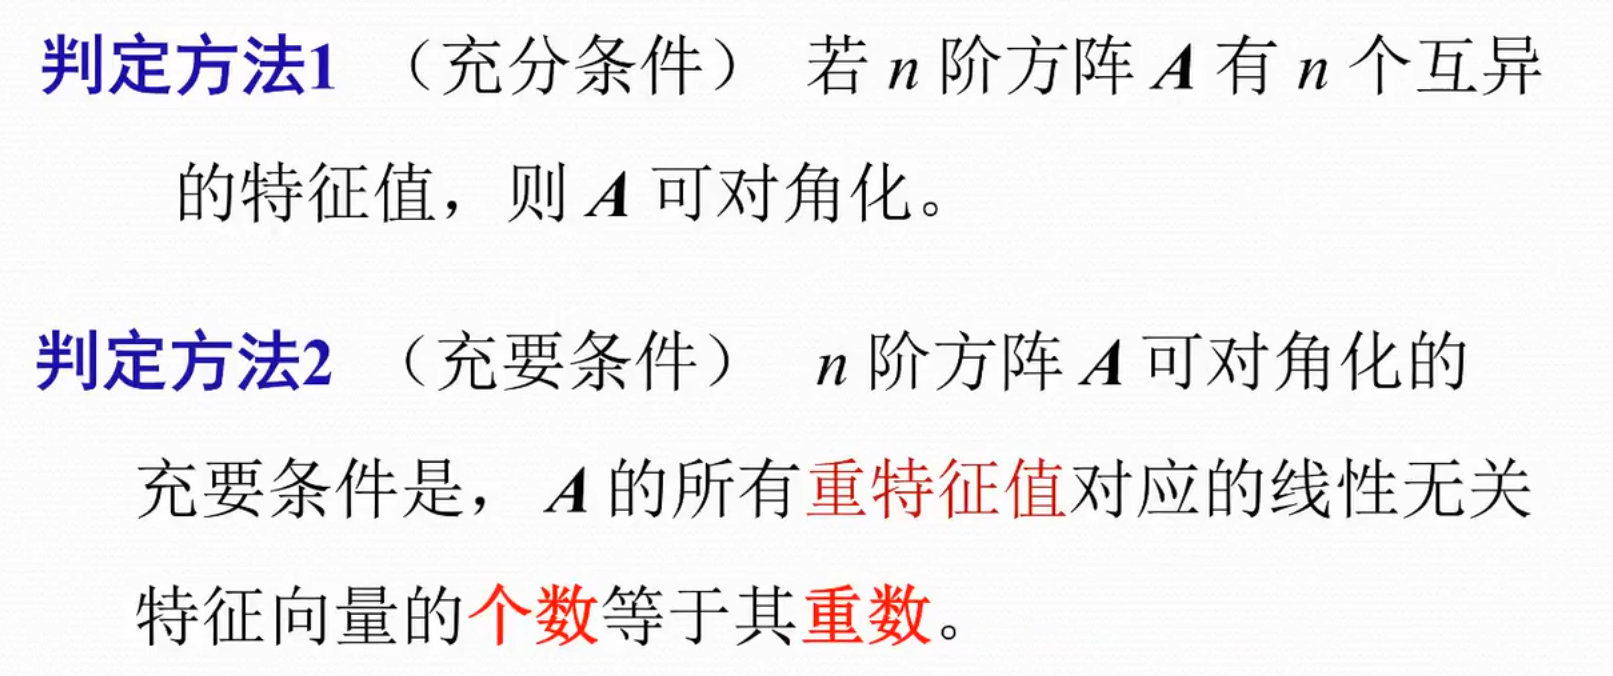 判定方法1 （充分条件） 若 n 阶方阵 A 有 n 个互异
的特征值，则 A 可对角化。
判定方法2 （充要条件） n 阶方阵 A 可对角化的
充要条件是， A 的所有重特征值对应的线性无关
特征向量的个数等于其重数。